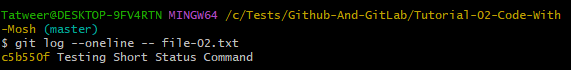 Tatweer@DESKTOP-9FV4RTN MINGW64 /c/Tests/Github-And-GitLab/Tutorial-02-Code-With
-Mosh (master)
$ git log --oneline -- file-02.txt
c5b550f Testing Short Status Command